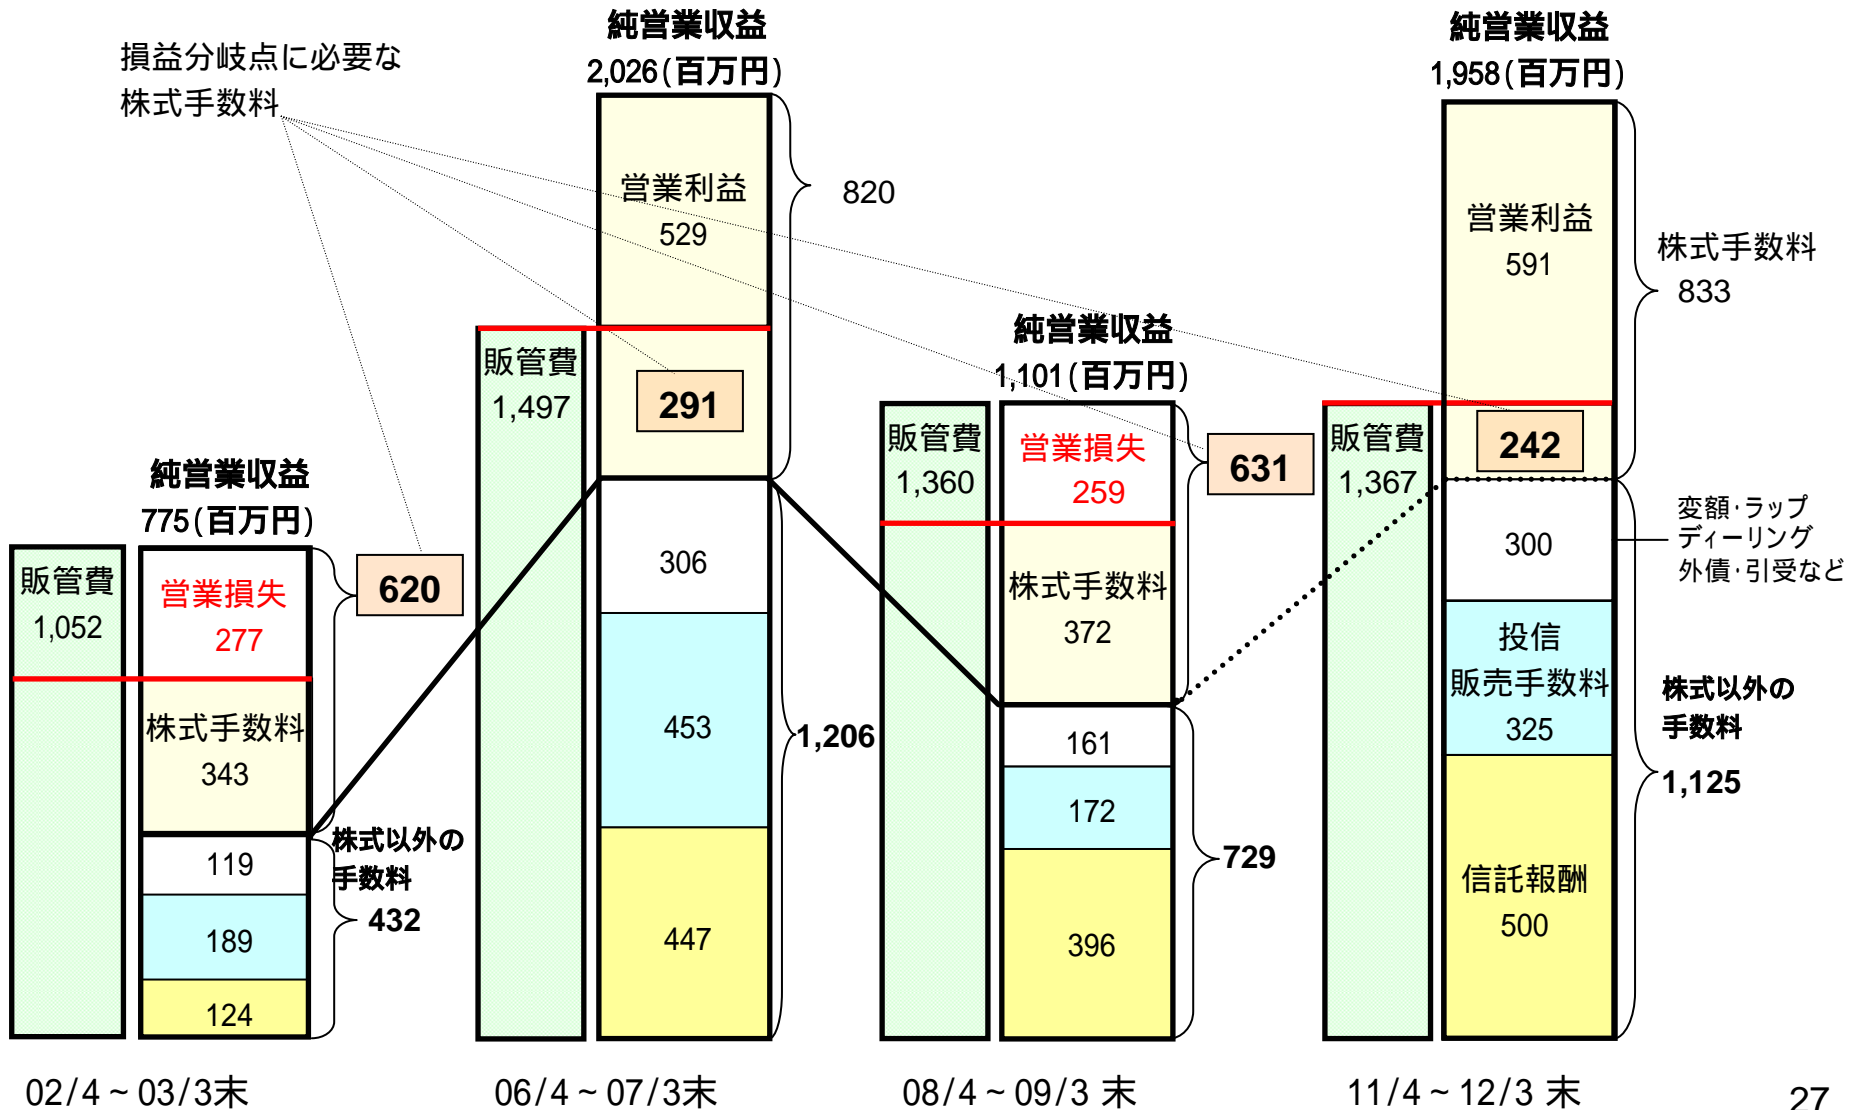 損益分岐点に必要な
株式手数料
純営業収益
775(百万円)
販管費
1,052
営業損失
277
620
株式手数料
343
119
189
124
株式以外の
手数料
432
02/4～03/3末
純営業収益
2,026(百万円)
営業利益
529
820
販管費
1,497
291
306
453
447
1,206
06/4～07/3末
純営業収益
1,101(百万円)
販管費
1,360
営業損失
259
631
株式手数料
372
161
172
396
729
08/4～09/3 末
純営業収益
1,958(百万円)
営業利益
591
株式手数料
833
販管費
1,367
242
300
変額･ラップ
ディーリング
外債･引受など
投信
販売手数料
325
信託報酬
500
株式以外の
手数料
1,125
11/4～12/3 末
27